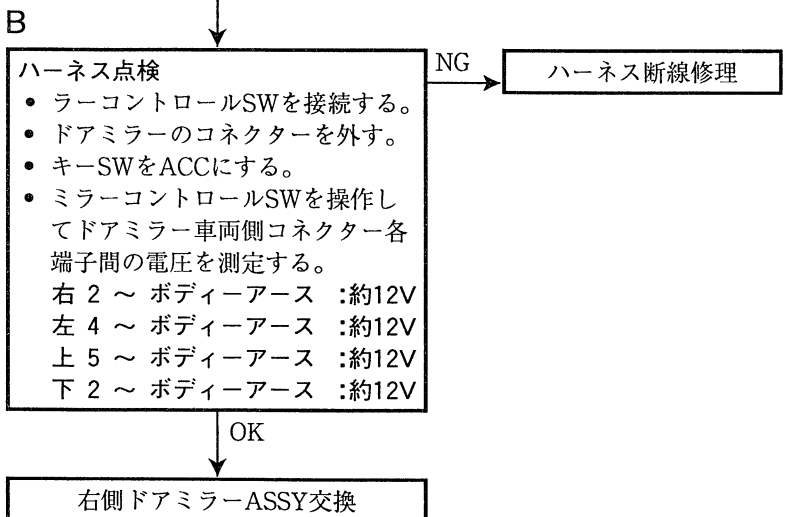 B
ハーネス点検
NG
ハーネス断線修理
• ラーコントロールSWを接続する。
• ドアミラーのコネクターを外す。
• キーSWをACCにする。
• ミラーコントロールSWを操作し
てドアミラー車両側コネクター各
端子間の電圧を測定する。
右 2 ～ ボディーアース :約12V
左 4 ～ ボディーアース :約12V
上 5 ～ ボディーアース :約12V
下 2 ～ ボディーアース :約12V
OK
右側ドアミラーASSY交換